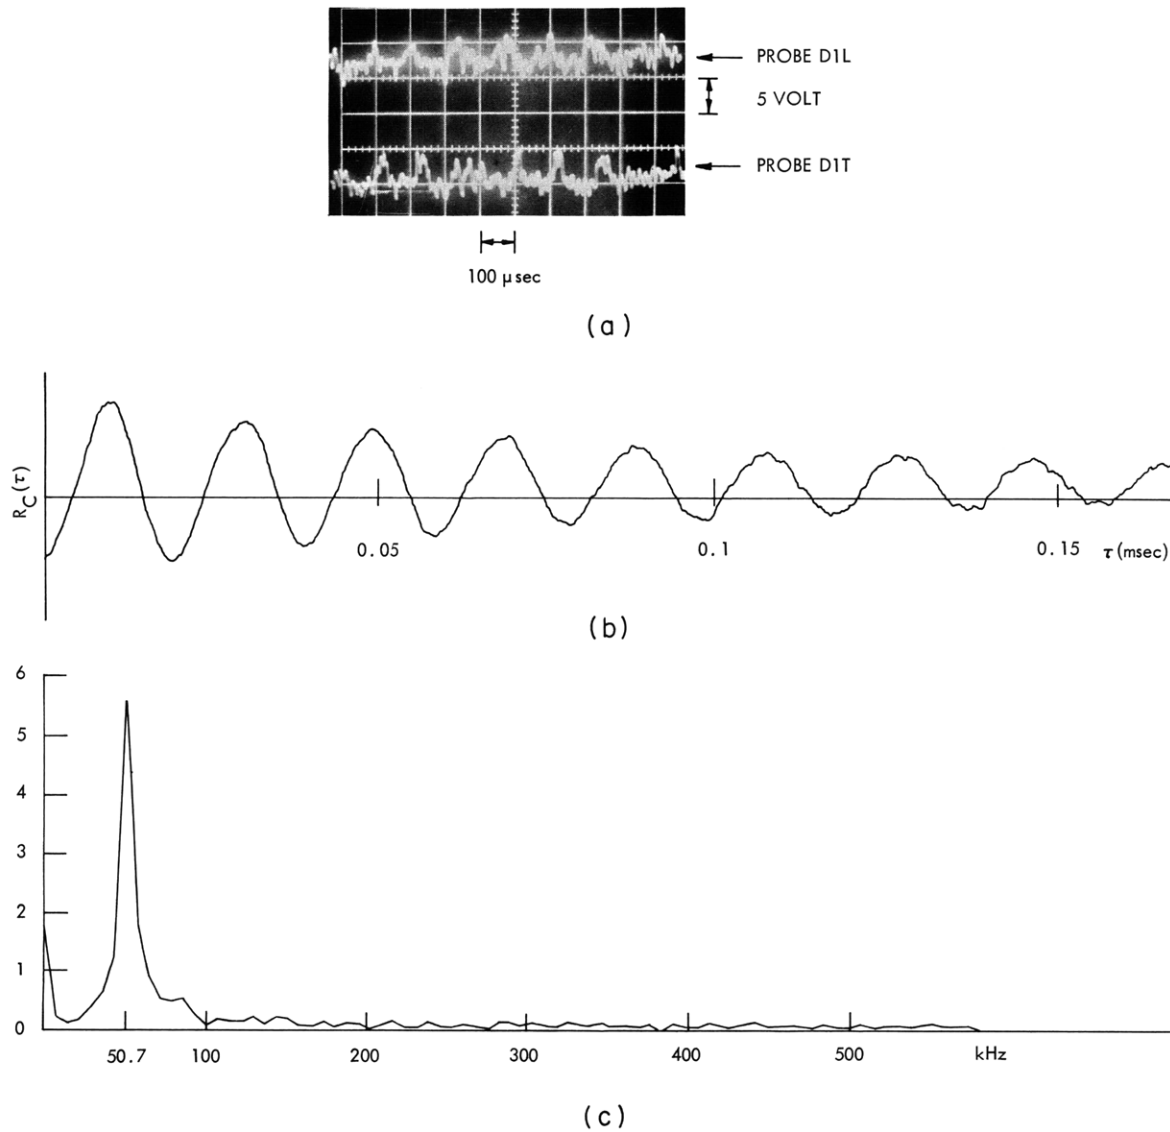 PROBE D1L
5 VOLT
PROBE D1T
100 μsec
(a)
R_C(τ)
0.05
0.1
0.15
τ (msec)
(b)
6
5
4
3
2
1
0
50.7
100
200
300
400
500
kHz
(c)